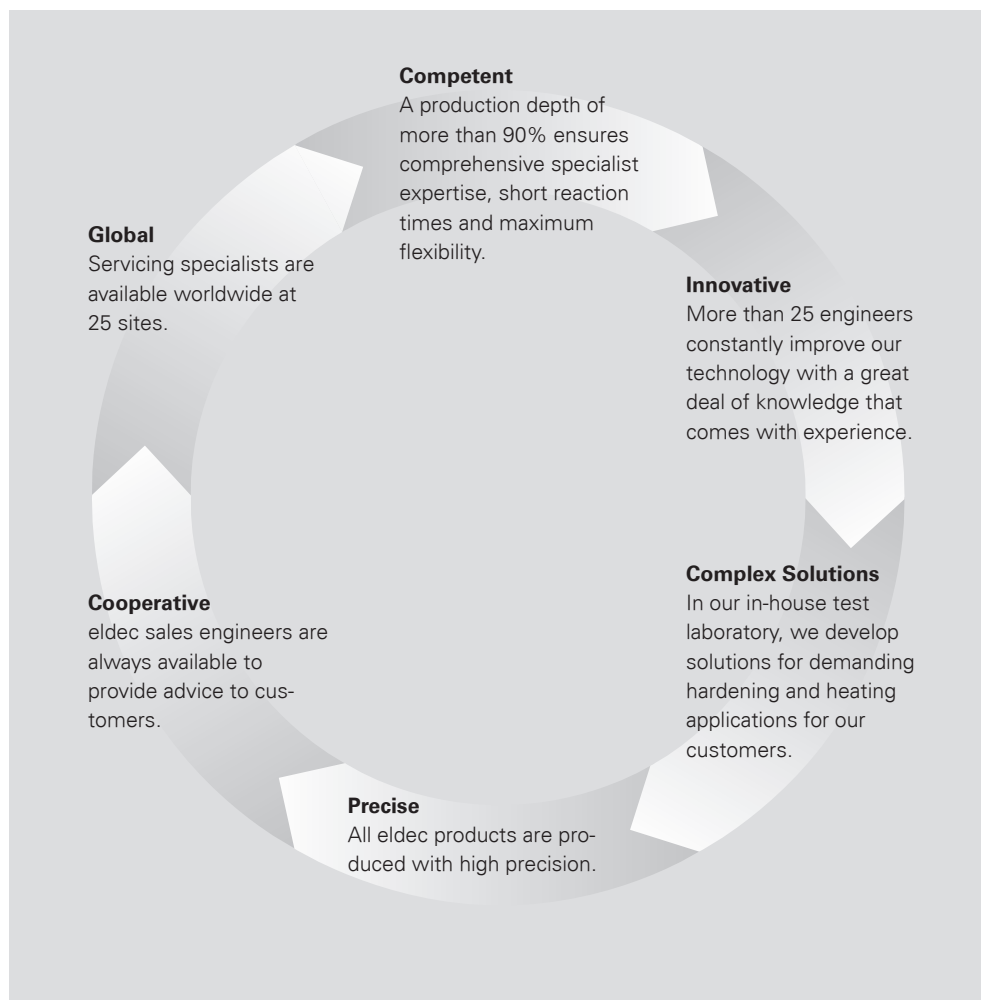 Competent
A production depth of
more than 90% ensures
comprehensive specialist
expertise, short reaction
times and maximum
flexibility.
Innovative
More than 25 engineers
constantly improve our
technology with a great
deal of knowledge that
comes with experience.
Complex Solutions
In our in-house test
laboratory, we develop
solutions for demanding
hardening and heating
applications for our
customers.
Precise
All eldec products are pro-
duced with high precision.
Cooperative
eldec sales engineers are
always available to
provide advice to cus-
tomers.
Global
Servicing specialists are
available worldwide at
25 sites.